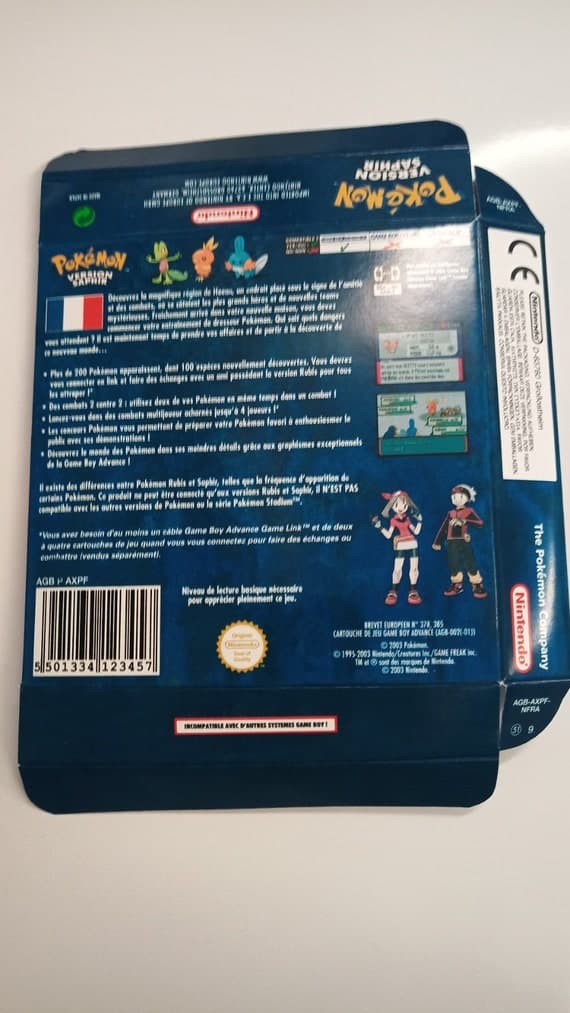 POKéMON
VERSION
SAPHIR
Nintendo
MADE IN JAPAN
POKéMON
VERSION
SAPHIR
Découvrez la magnifique région de Hoenn, un endroit placé sous le signe de l'amitié
et des combats, où se côtoient les plus grands héros et de nouvelles teams
mystérieuses. Fraîchement arrivé dans votre nouvelle maison, vous devez
commencer votre entraînement de dresseur Pokémon. Qui sait quels dangers
vous attendent ? Il est maintenant temps de prendre vos affaires et de partir à la découverte de
ce nouveau monde...
• Plus de 200 Pokémon apparaissent, dont 100 espèces nouvellement découvertes. Vous devrez
vous connecter en link et faire des échanges avec un ami possédant la version Rubis pour tous
les attraper !*
• Des combats 2 contre 2 : utilisez deux de vos Pokémon en même temps dans un combat !
• Lancez-vous dans des combats multijoueur acharnés jusqu'à 4 joueurs !*
• Les concours Pokémon vous permettent de préparer votre Pokémon favori à enthousiasmer le
public avec ses démonstrations !
• Découvrez le monde des Pokémon dans ses moindres détails grâce aux graphismes exceptionnels
de la Game Boy Advance !
Il existe des différences entre Pokémon Rubis et Saphir, telles que la fréquence d'apparition de
certains Pokémon. Ce produit ne peut être connecté qu'aux versions Rubis et Saphir, il N'EST PAS
compatible avec les autres versions de Pokémon ou la série Pokémon Stadium™.
*Vous avez besoin d'au moins un câble Game Boy Advance Game Link™ et de deux
à quatre cartouches de jeu quand vous vous connectez pour faire des échanges ou
combattre (vendus séparément).
AGB P AXPF
5 501334 123457
Niveau de lecture basique nécessaire
pour apprécier pleinement ce jeu.
Original
Nintendo
Seal of
Quality
BREVET EUROPEEN N° 378, 385
CARTOUCHE DE JEU GAME BOY ADVANCE (AGB-002(-01))
© 2003 Pokémon.
© 1995-2003 Nintendo/Creatures Inc./GAME FREAK inc.
TM et ® sont des marques de Nintendo.
© 2003 Nintendo.
INCOMPATIBLE AVEC D'AUTRES SYSTEMES GAME BOY !
AGB-AXPF-
NFRA
CE
Nintendo
D-63760 Großostheim
The Pokémon Company
Nintendo
AGB-AXPF-
NFRA
51 9